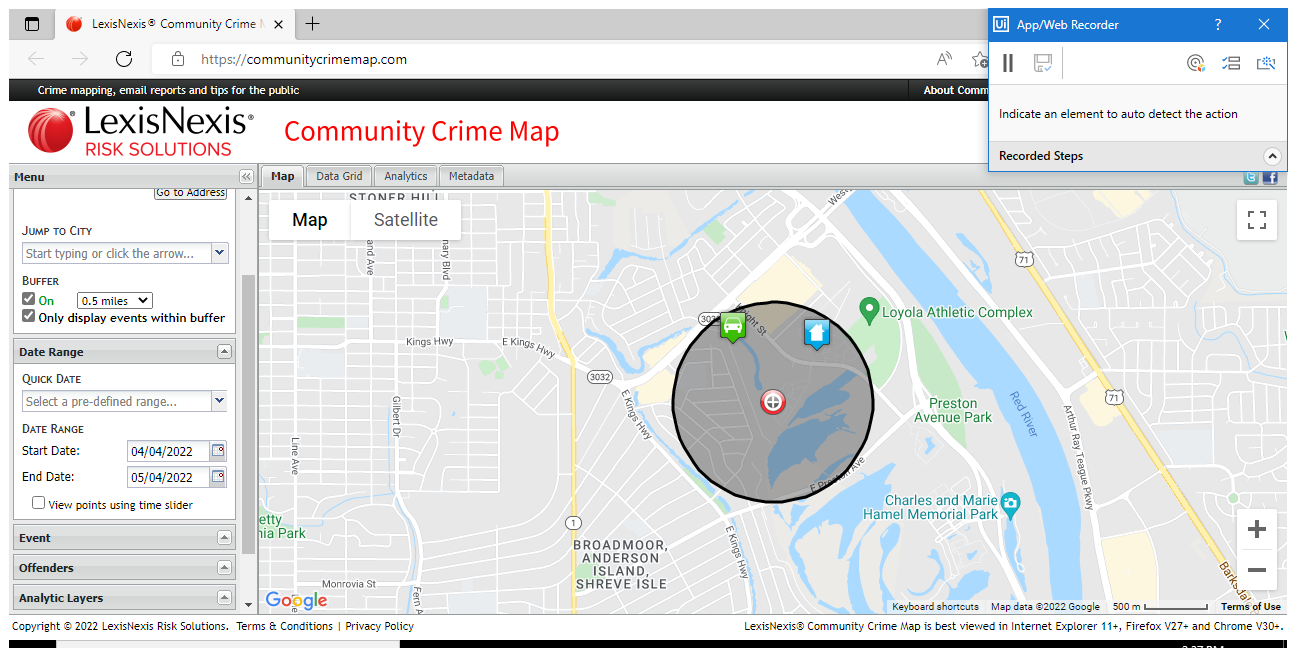 LexisNexis® Community Crime M
https://communitycrimemap.com
Ui App/Web Recorder ?
Indicate an element to auto detect the action
Recorded Steps
Crime mapping, email reports and tips for the public
About Comm
LexisNexis®
RISK SOLUTIONS
Community Crime Map
Menu
Map Data Grid Analytics Metadata
Go to Address
JUMP TO CITY
Start typing or click the arrow...
BUFFER
On 0.5 miles
Only display events within buffer
Date Range
QUICK DATE
Select a pre-defined range...
DATE RANGE
Start Date: 04/04/2022
End Date: 05/04/2022
View points using time slider
Event
Offenders
Analytic Layers
STONER HILL
Map Satellite
71
Loyola Athletic Complex
Kings Hwy
E Kings Hwy
3032
E Kings Hwy
Gilbert Dr
Line Ave
Preston
Avenue Park
Red River
71
Arthur Ray Teague Pkwy
E Preston Ave
Charles and Marie
Hamel Memorial Park
1
BROADMOOR,
ANDERSON
ISLAND,
SHREVE ISLE
E Kings Hwy
Monrovia St
Google
Keyboard shortcuts Map data ©2022 Google 500 m Terms of Use
Copyright © 2022 LexisNexis Risk Solutions. Terms & Conditions | Privacy Policy
LexisNexis® Community Crime Map is best viewed in Internet Explorer 11+, Firefox V27+ and Chrome V30+.